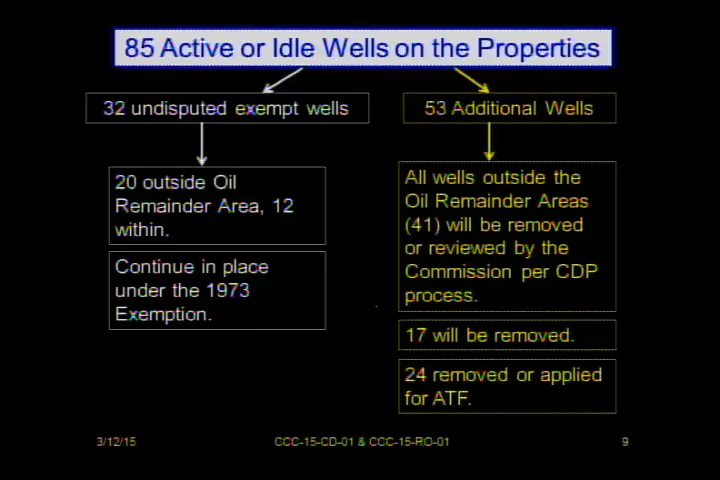 85 Active or Idle Wells on the Properties
32 undisputed exempt wells
20 outside Oil
Remainder Area, 12
within.
Continue in place
under the 1973
Exemption.
53 Additional Wells
All wells outside the
Oil Remainder Areas
(41) will be removed
or reviewed by the
Commission per CDP
process.
17 will be removed.
24 removed or applied
for ATF.
3/12/15
CCC-15-CD-01 & CCC-15-RO-01
9